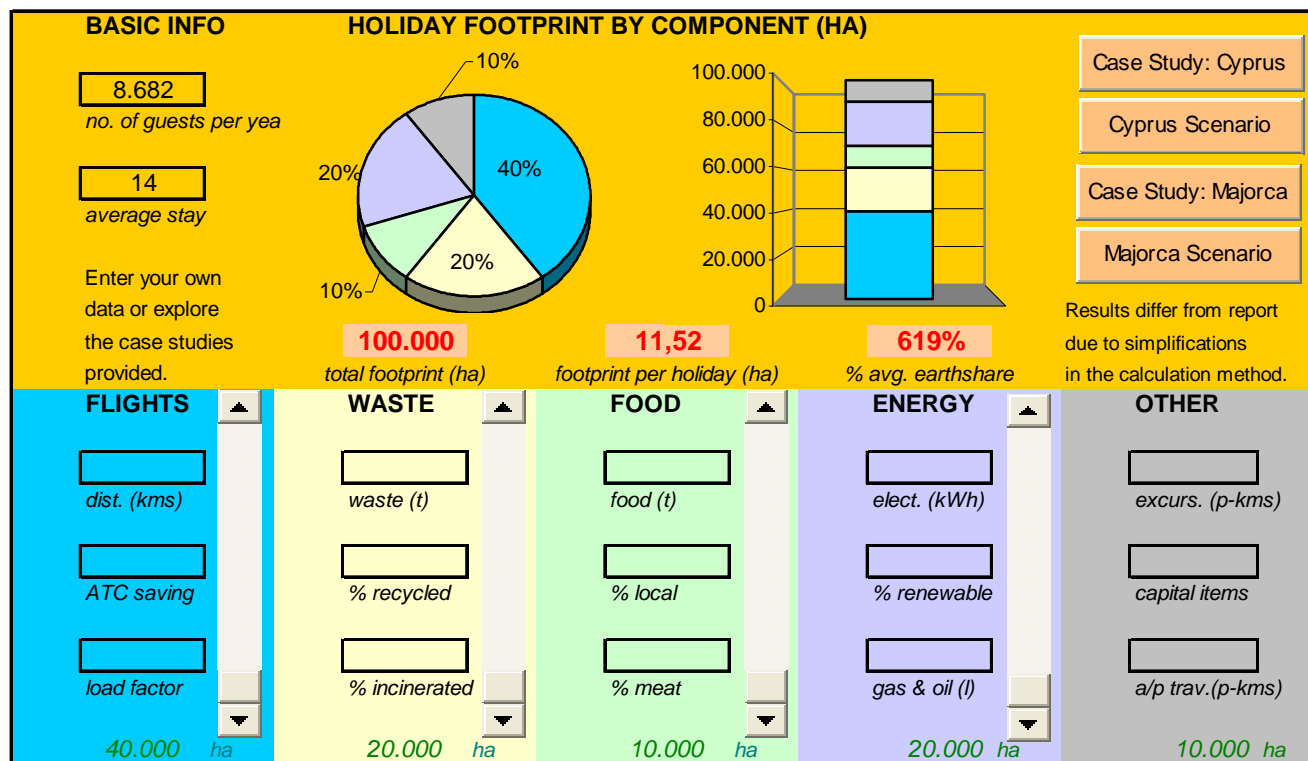 BASIC INFO
HOLIDAY FOOTPRINT BY COMPONENT (HA)
8.682
no. of guests per yea
14
average stay
Enter your own
data or explore
the case studies
provided.
10%
40%
20%
20%
10%
100.000
80.000
60.000
40.000
20.000
0
Case Study: Cyprus
Cyprus Scenario
Case Study: Majorca
Majorca Scenario
Results differ from report
due to simplifications
in the calculation method.
100.000
total footprint (ha)
11,52
footprint per holiday (ha)
619%
% avg. earthshare
FLIGHTS
dist. (kms)
ATC saving
load factor
40.000 ha
WASTE
waste (t)
% recycled
% incinerated
20.000 ha
FOOD
food (t)
% local
% meat
10.000 ha
ENERGY
elect. (kWh)
% renewable
gas & oil (l)
20.000 ha
OTHER
excurs. (p-kms)
capital items
a/p trav.(p-kms)
10.000 ha